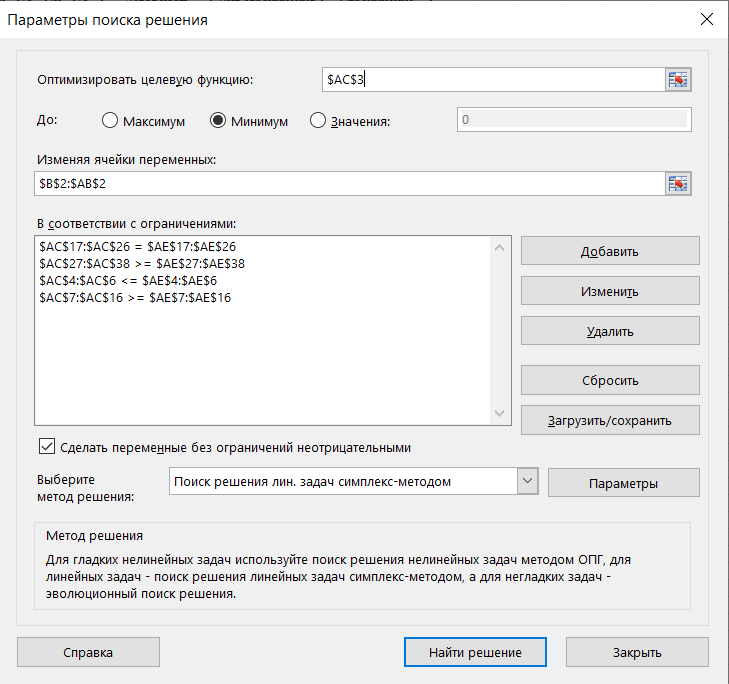 Параметры поиска решения
Оптимизировать целевую функцию:
$AC$3
До:
Максимум
Минимум
Значения:
0
Изменяя ячейки переменных:
$B$2:$AB$2
В соответствии с ограничениями:
$AC$17:$AC$26 = $AE$17:$AE$26
$AC$27:$AC$38 >= $AE$27:$AE$38
$AC$4:$AC$6 <= $AE$4:$AE$6
$AC$7:$AC$16 >= $AE$7:$AE$16
Добавить
Изменить
Удалить
Сбросить
Загрузить/сохранить
Сделать переменные без ограничений неотрицательными
Выберите
метод решения:
Поиск решения лин. задач симплекс-методом
Параметры
Метод решения
Для гладких нелинейных задач используйте поиск решения нелинейных задач методом ОПГ, для
линейных задач - поиск решения линейных задач симплекс-методом, а для негладких задач -
эволюционный поиск решения.
Справка
Найти решение
Закрыть